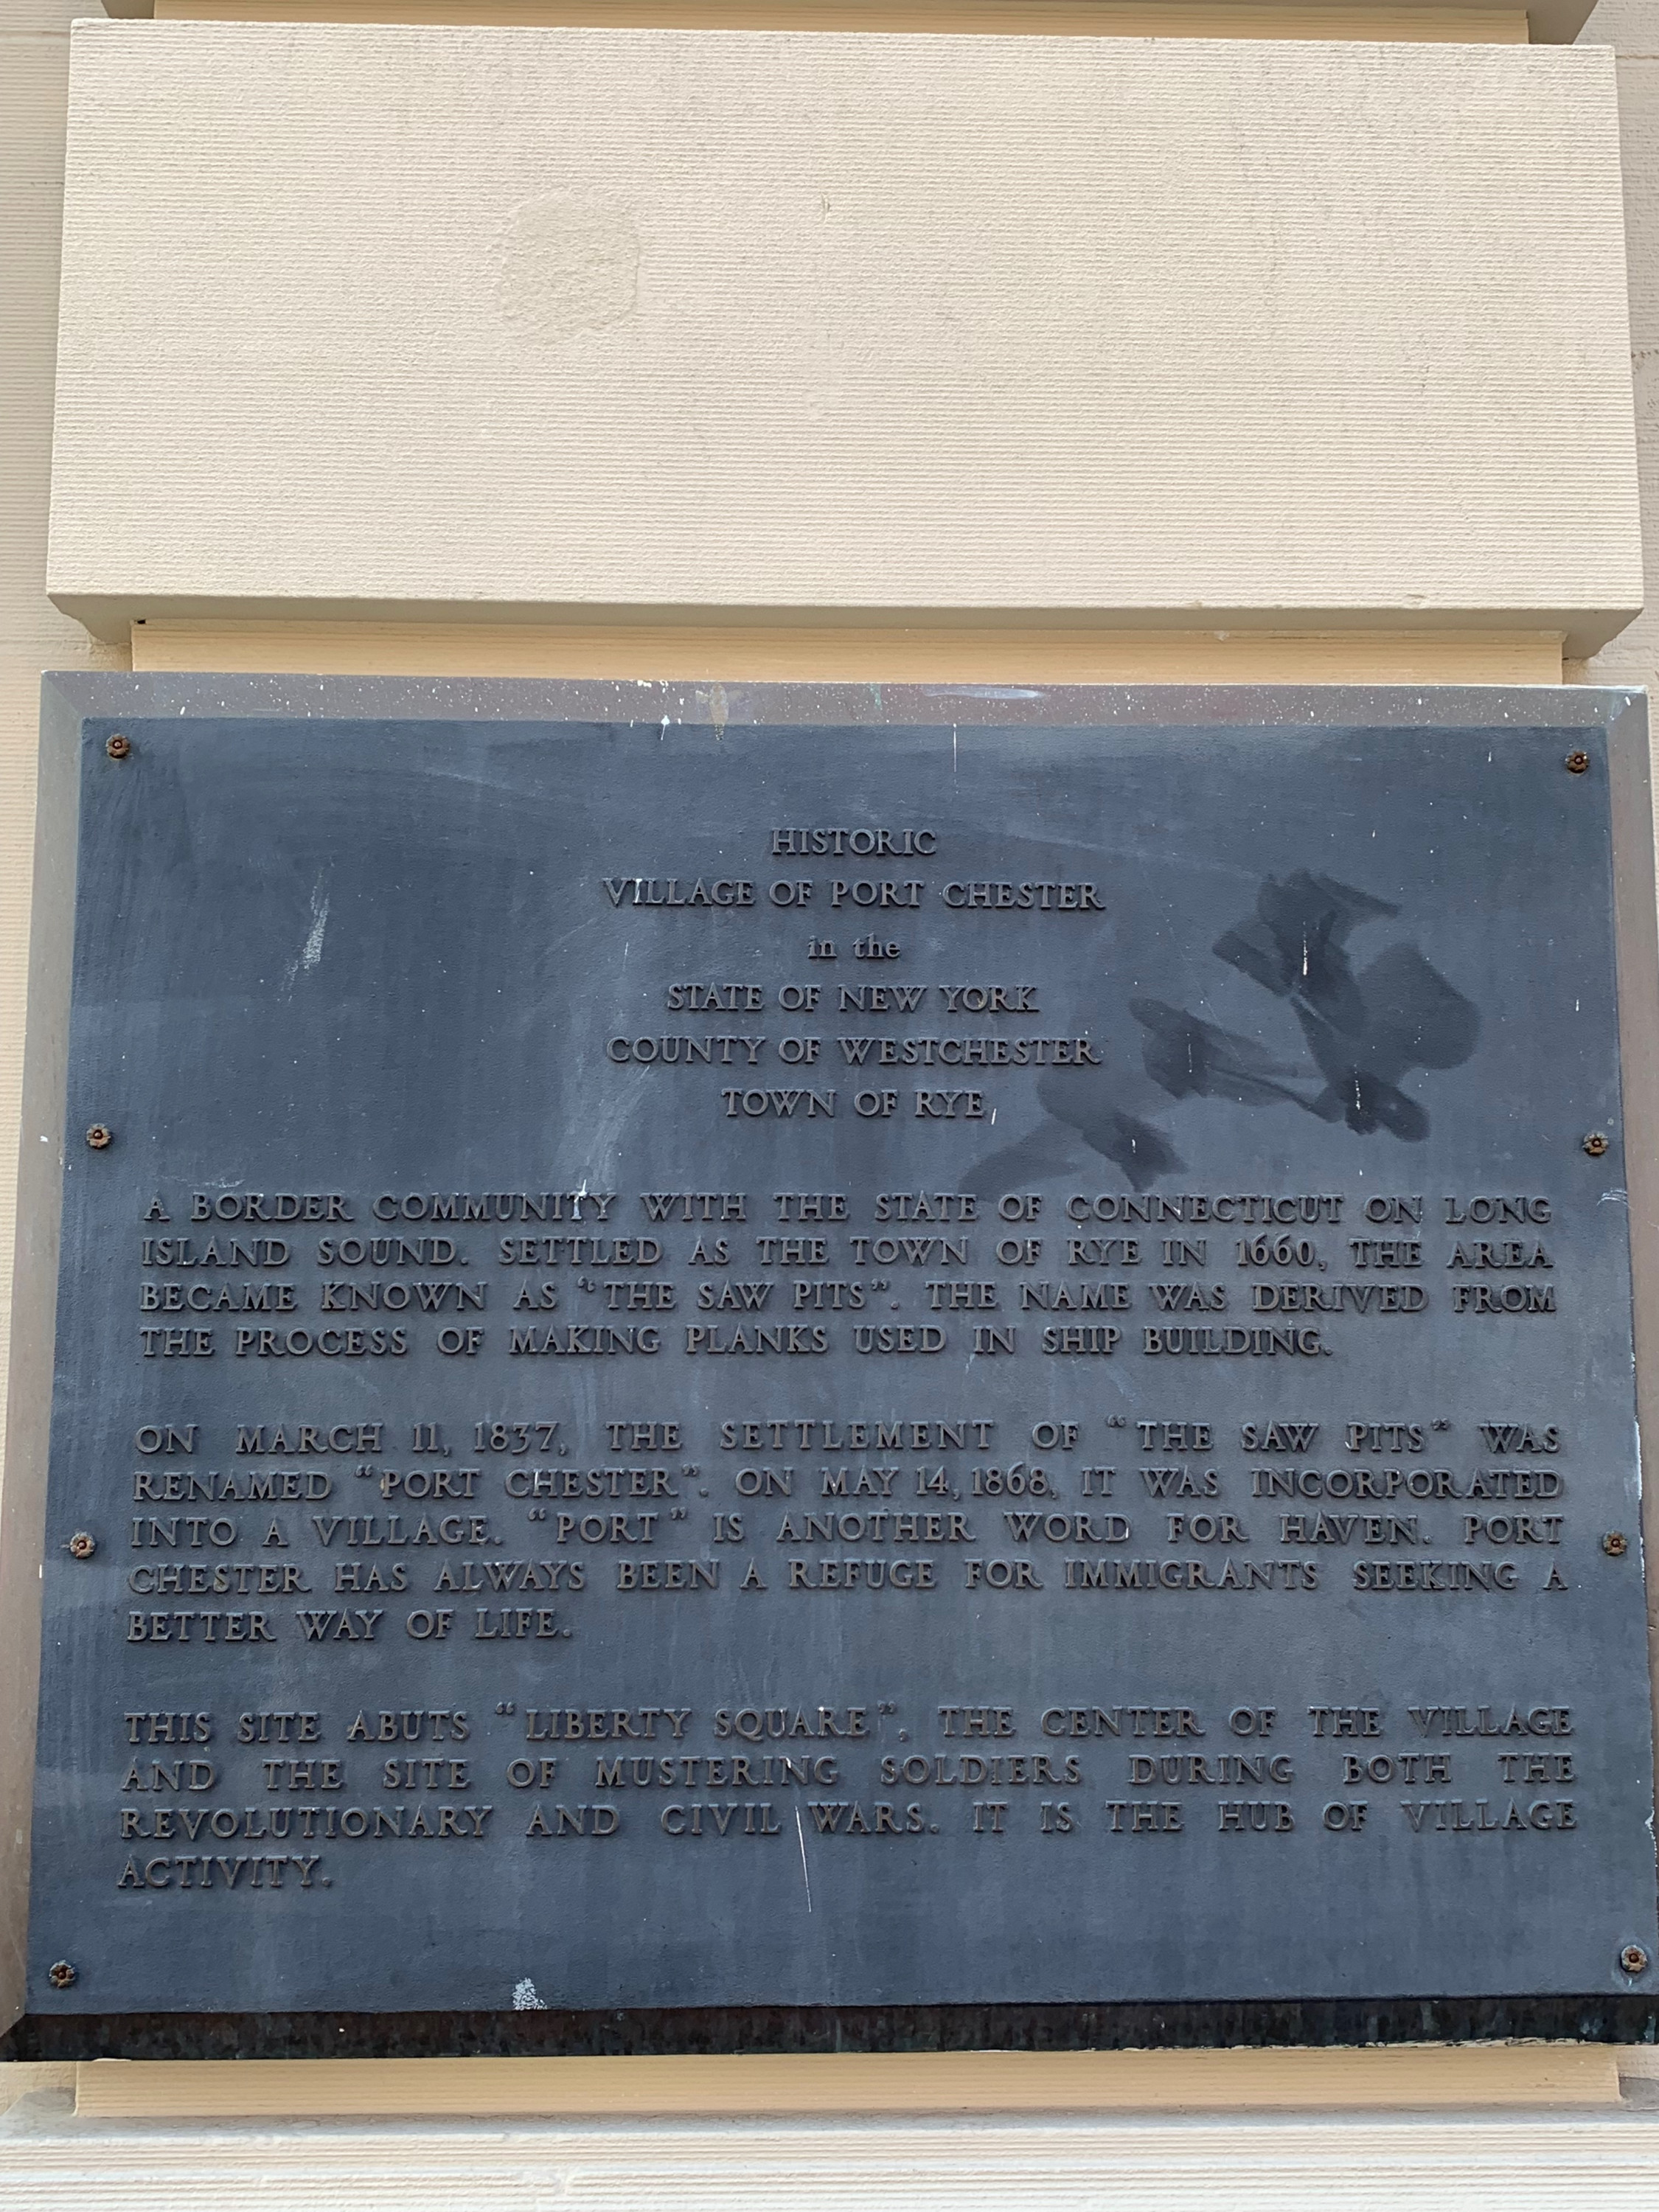 HISTORIC
VILLAGE OF PORT CHESTER
in the
STATE OF NEW YORK
COUNTY OF WESTCHESTER
TOWN OF RYE
A BORDER COMMUNITY WITH THE STATE OF CONNECTICUT ON LONG
ISLAND SOUND. SETTLED AS THE TOWN OF RYE IN 1660, THE AREA
BECAME KNOWN AS “THE SAW PITS”. THE NAME WAS DERIVED FROM
THE PROCESS OF MAKING PLANKS USED IN SHIP BUILDING.
ON MARCH 11, 1837, THE SETTLEMENT OF “THE SAW PITS” WAS
RENAMED “PORT CHESTER”. ON MAY 14, 1868, IT WAS INCORPORATED
INTO A VILLAGE. “PORT” IS ANOTHER WORD FOR HAVEN. PORT
CHESTER HAS ALWAYS BEEN A REFUGE FOR IMMIGRANTS SEEKING A
BETTER WAY OF LIFE.
THIS SITE ABUTS “LIBERTY SQUARE”, THE CENTER OF THE VILLAGE
AND THE SITE OF MUSTERING SOLDIERS DURING BOTH THE
REVOLUTIONARY AND CIVIL WARS. IT IS THE HUB OF VILLAGE
ACTIVITY.